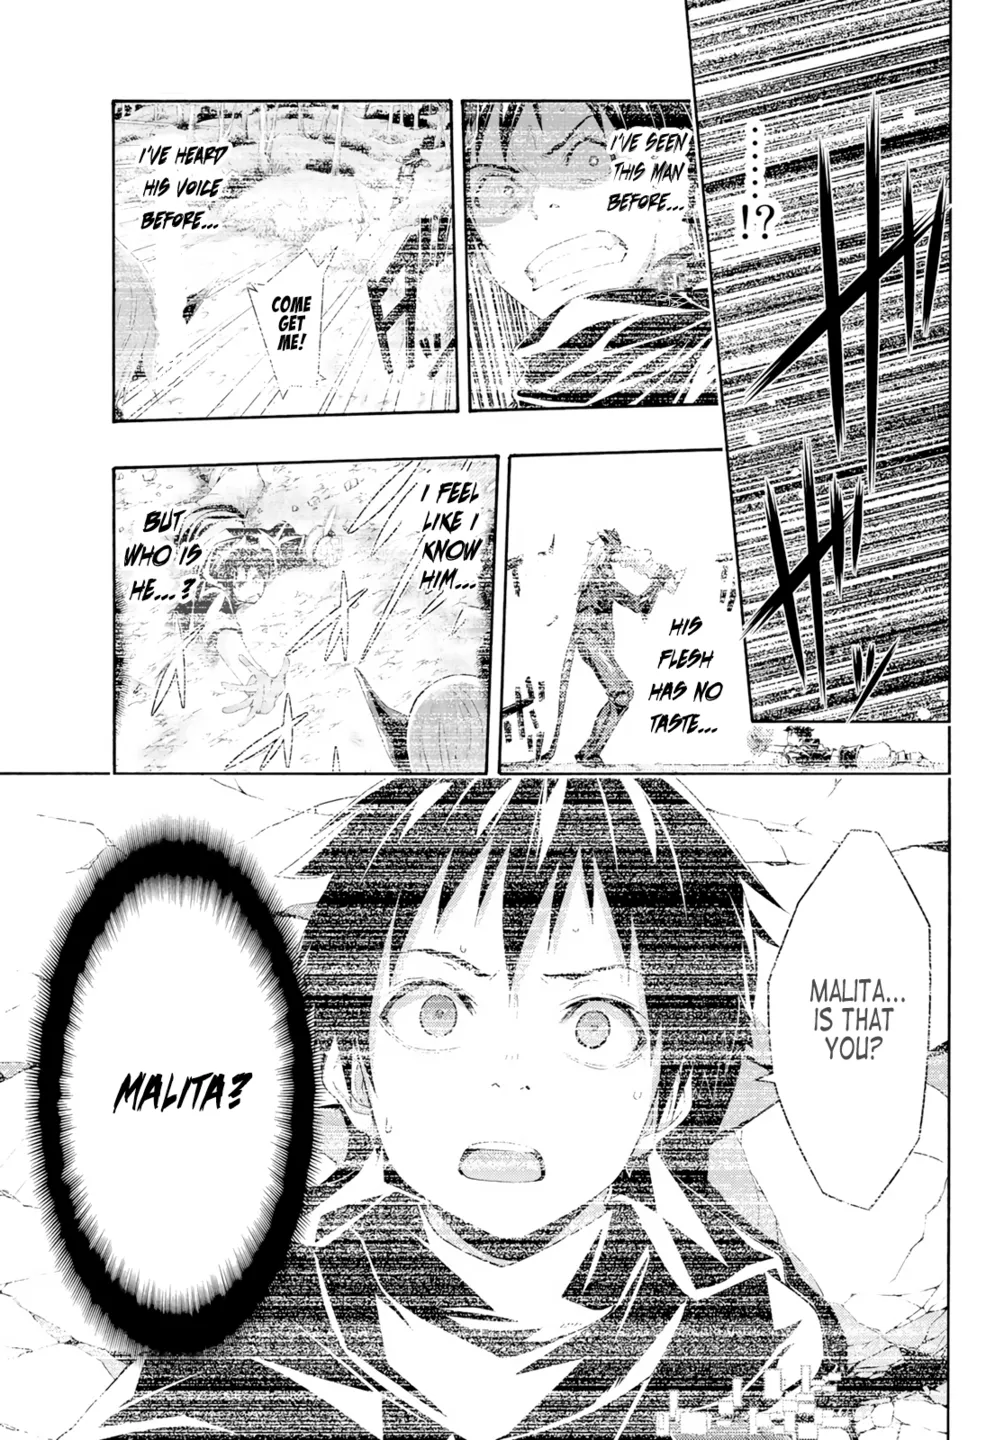 ………!?
I'VE SEEN
THIS MAN
BEFORE...
I'VE HEARD
HIS VOICE
BEFORE...
COME
GET
ME!
HIS
FLESH
HAS NO
TASTE...
I FEEL
LIKE I
KNOW
HIM...
BUT
WHO IS
HE...?
MALITA...
IS THAT
YOU?
MALITA?